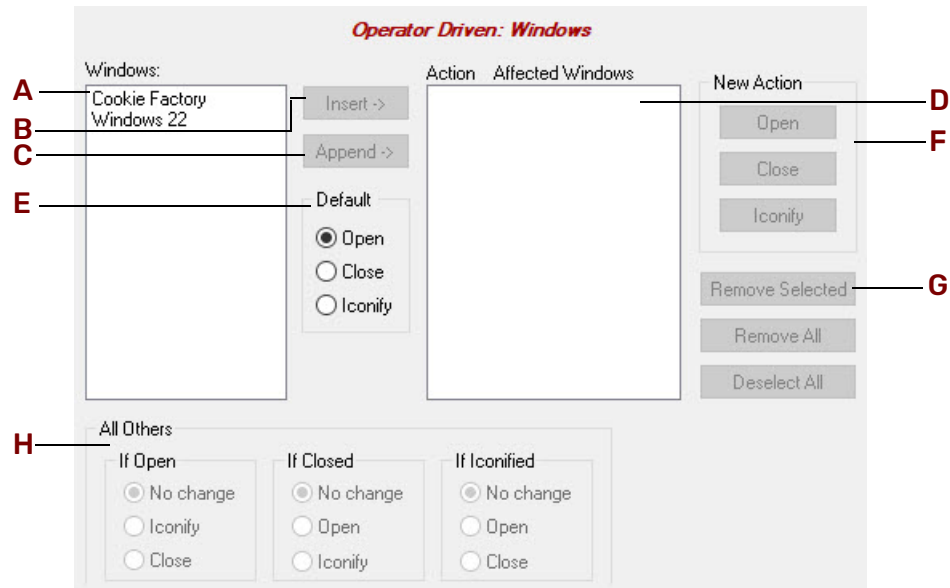 Operator Driven: Windows
Windows:
Action Affected Windows
New Action
A
Cookie Factory
Windows 22
Insert ->
B
Append ->
C
D
Open
F
Close
Iconify
E
Default
Open
Close
Iconify
Remove Selected
G
Remove All
Deselect All
All Others
H
If Open
No change
Iconify
Close
If Closed
No change
Open
Iconify
If Iconified
No change
Open
Close